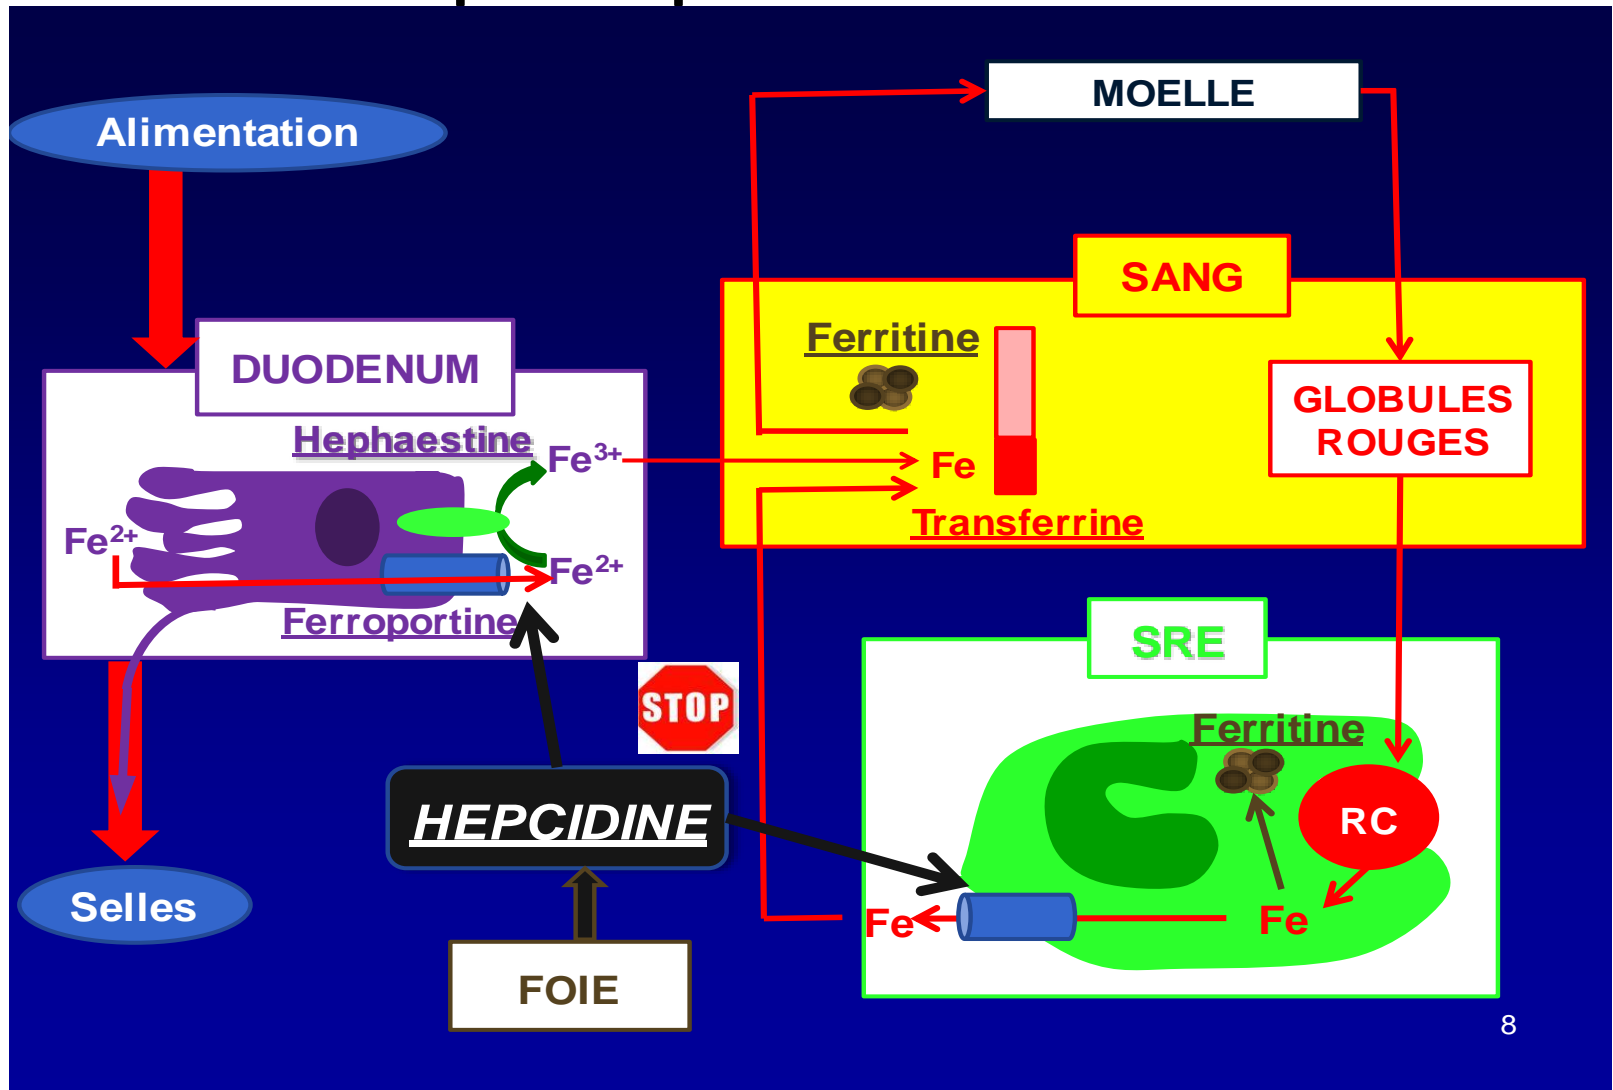 Alimentation
MOELLE
SANG
Ferritine
DUODENUM
GLOBULES
ROUGES
Hephaestine
Fe³⁺
Fe
Transferrine
Fe²⁺
Fe²⁺
Ferroportine
SRE
STOP
Ferritine
HEPCIDINE
RC
Selles
Fe
Fe
FOIE
8